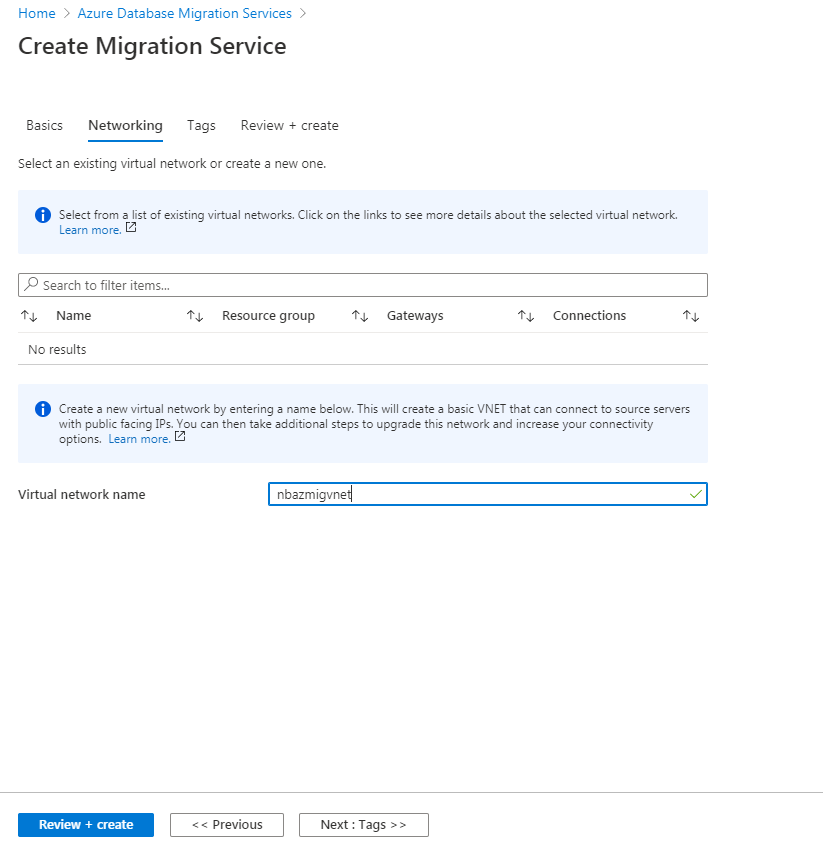 Home > Azure Database Migration Services >
Create Migration Service
Basics Networking Tags Review + create
Select an existing virtual network or create a new one.
Select from a list of existing virtual networks. Click on the links to see more details about the selected virtual network.
Learn more.
Search to filter items...
Name Resource group Gateways Connections
No results
Create a new virtual network by entering a name below. This will create a basic VNET that can connect to source servers
with public facing IPs. You can then take additional steps to upgrade this network and increase your connectivity
options. Learn more.
Virtual network name nbazmigvnet
Review + create << Previous Next : Tags >>